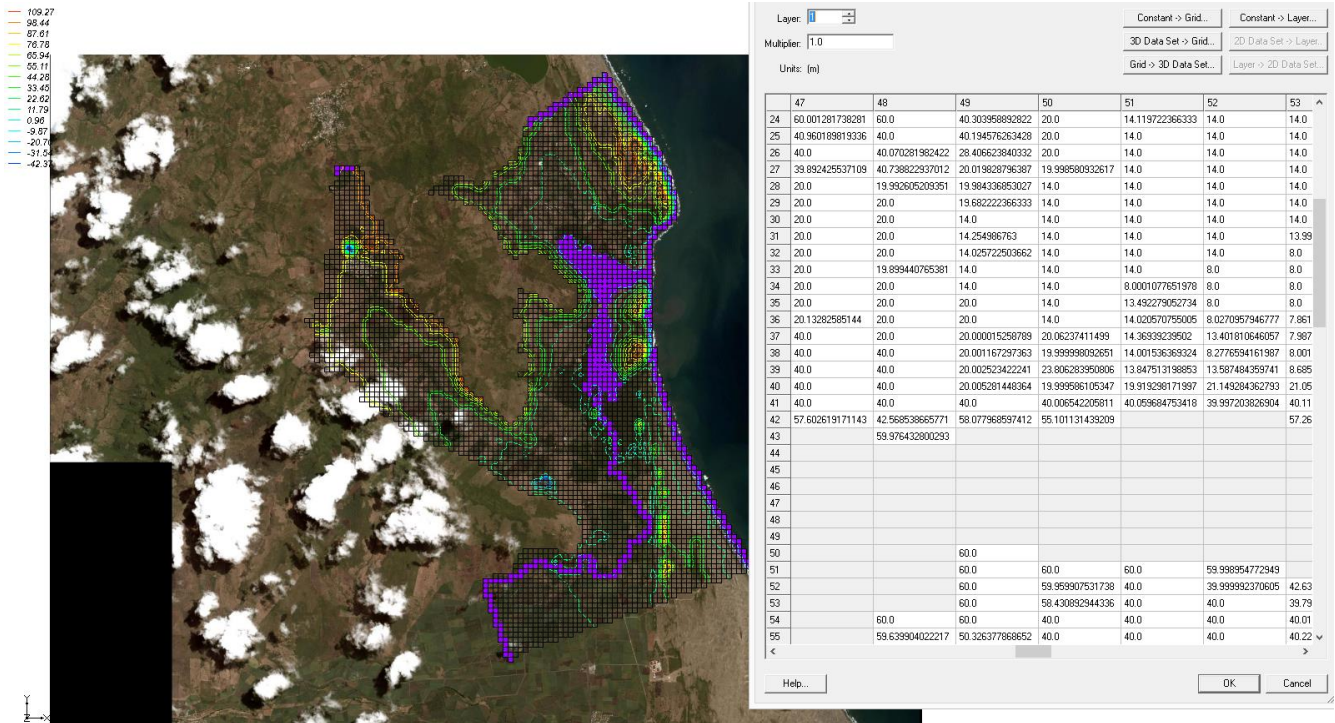 109.27
98.44
87.61
76.78
65.94
55.11
44.28
33.45
22.62
11.79
0.96
-9.87
-20.70
-31.54
-42.37
Y
Z X
Layer: 1
Multiplier: 1.0
Units: (m)
Constant -> Grid... Constant -> Layer...
3D Data Set -> Grid... 2D Data Set -> Layer...
Grid -> 3D Data Set... Layer -> 2D Data Set...
47 48 49 50 51 52 53
24 60.001281738281 60.0 40.303958892822 20.0 14.119722366333 14.0 14.0
25 40.960189819336 40.0 40.194576263428 20.0 14.0 14.0 14.0
26 40.0 40.070281982422 28.406623840332 20.0 14.0 14.0 14.0
27 39.892425537109 40.738822937012 20.019828796387 19.998580932617 14.0 14.0 14.0
28 20.0 19.992605209351 19.984336853027 14.0 14.0 14.0 14.0
29 20.0 20.0 19.682222366333 14.0 14.0 14.0 14.0
30 20.0 20.0 14.0 14.0 14.0 14.0 14.0
31 20.0 20.0 14.254986763 14.0 14.0 14.0 13.99
32 20.0 20.0 14.025722503662 14.0 14.0 14.0 8.0
33 20.0 19.899440765381 14.0 14.0 14.0 8.0 8.0
34 20.0 20.0 14.0 14.0 8.0001077651978 8.0 8.0
35 20.0 20.0 20.0 14.0 13.492279052734 8.0 8.0
36 20.13282585144 20.0 20.0 14.0 14.020570755005 8.0270957946777 7.861
37 40.0 20.0 20.000015258789 20.06237411499 14.36939239502 13.401810646057 7.987
38 40.0 40.0 20.001167297363 19.999998092651 14.001536369324 8.2776594161987 8.001
39 40.0 40.0 20.002523422241 23.806283950806 13.847513198853 13.587484359741 8.685
40 40.0 40.0 20.005281448364 19.999586105347 19.919298171997 21.149284362793 21.05
41 40.0 40.0 40.0 40.006542205811 40.059684753418 39.997203826904 40.11
42 57.602619171143 42.568538665771 58.077968597412 55.101131439209 57.26
43 59.976432800293
44
45
46
47
48
49
50 60.0
51 60.0 60.0 60.0 59.998954772949
52 60.0 59.959907531738 40.0 39.999992370605 42.63
53 60.0 58.430892944336 40.0 40.0 39.79
54 60.0 60.0 40.0 40.0 40.0 40.01
55 59.639904022217 50.326377868652 40.0 40.0 40.0 40.22
Help... OK Cancel